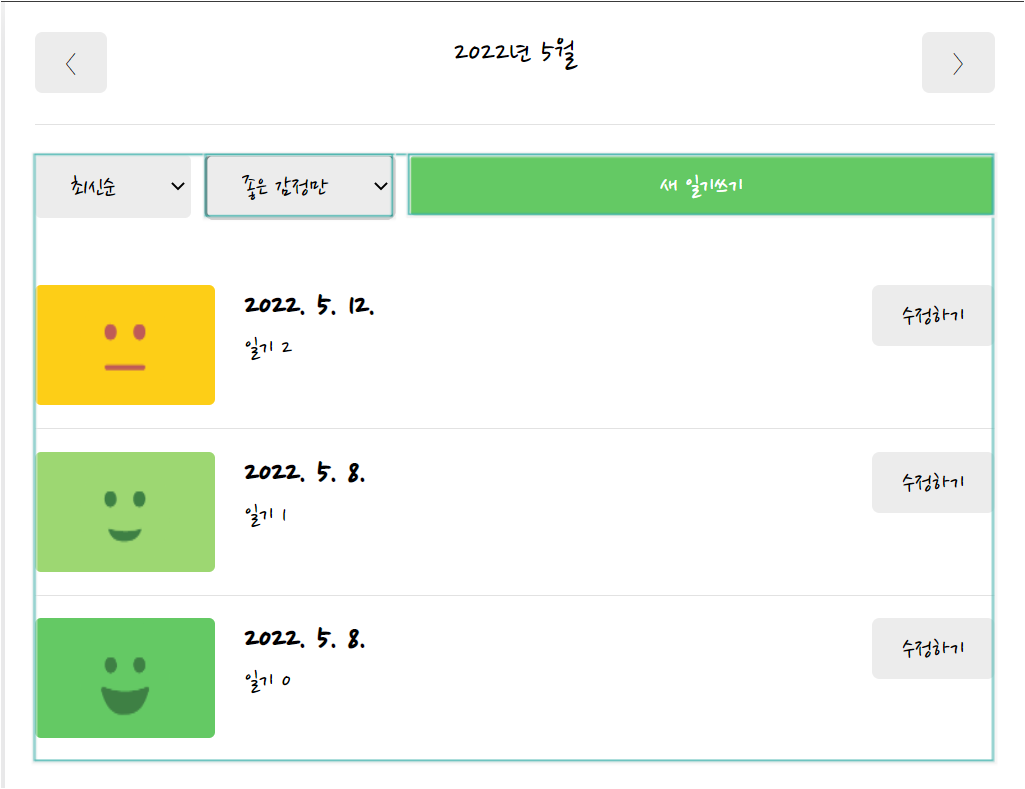 2022년 5월
최신순
좋은 감정만
새 일기쓰기
2022. 5. 12.
수정하기
일기 2
2022. 5. 8.
수정하기
일기 1
2022. 5. 8.
수정하기
일기 0